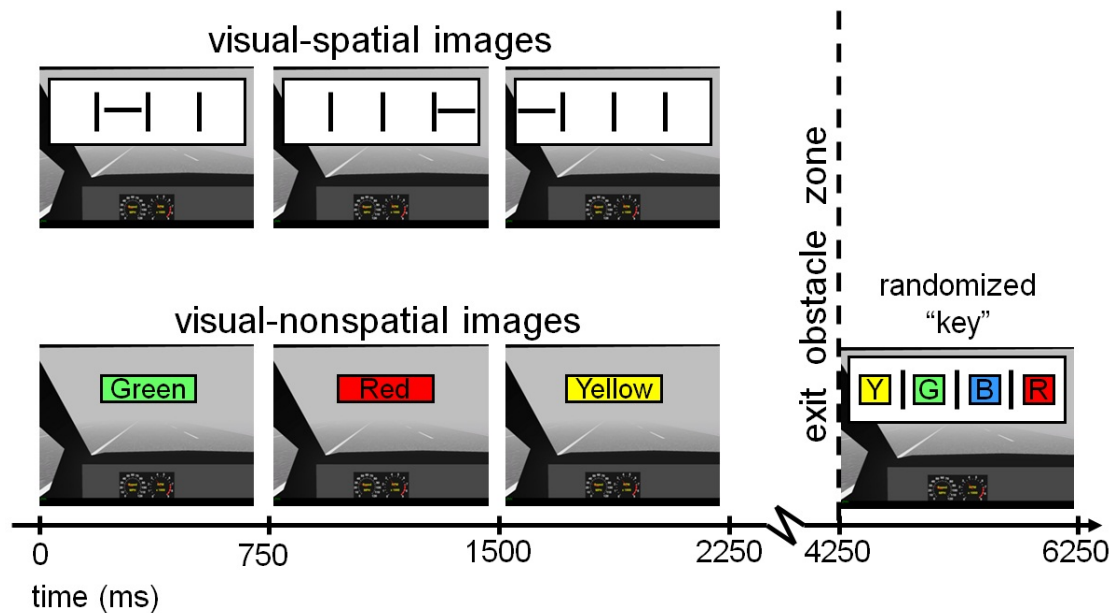 visual-spatial images
visual-nonspatial images
Green
Red
Yellow
exit obstacle zone
randomized
“key”
Y G B R
0 750 1500 2250 4250 6250
time (ms)